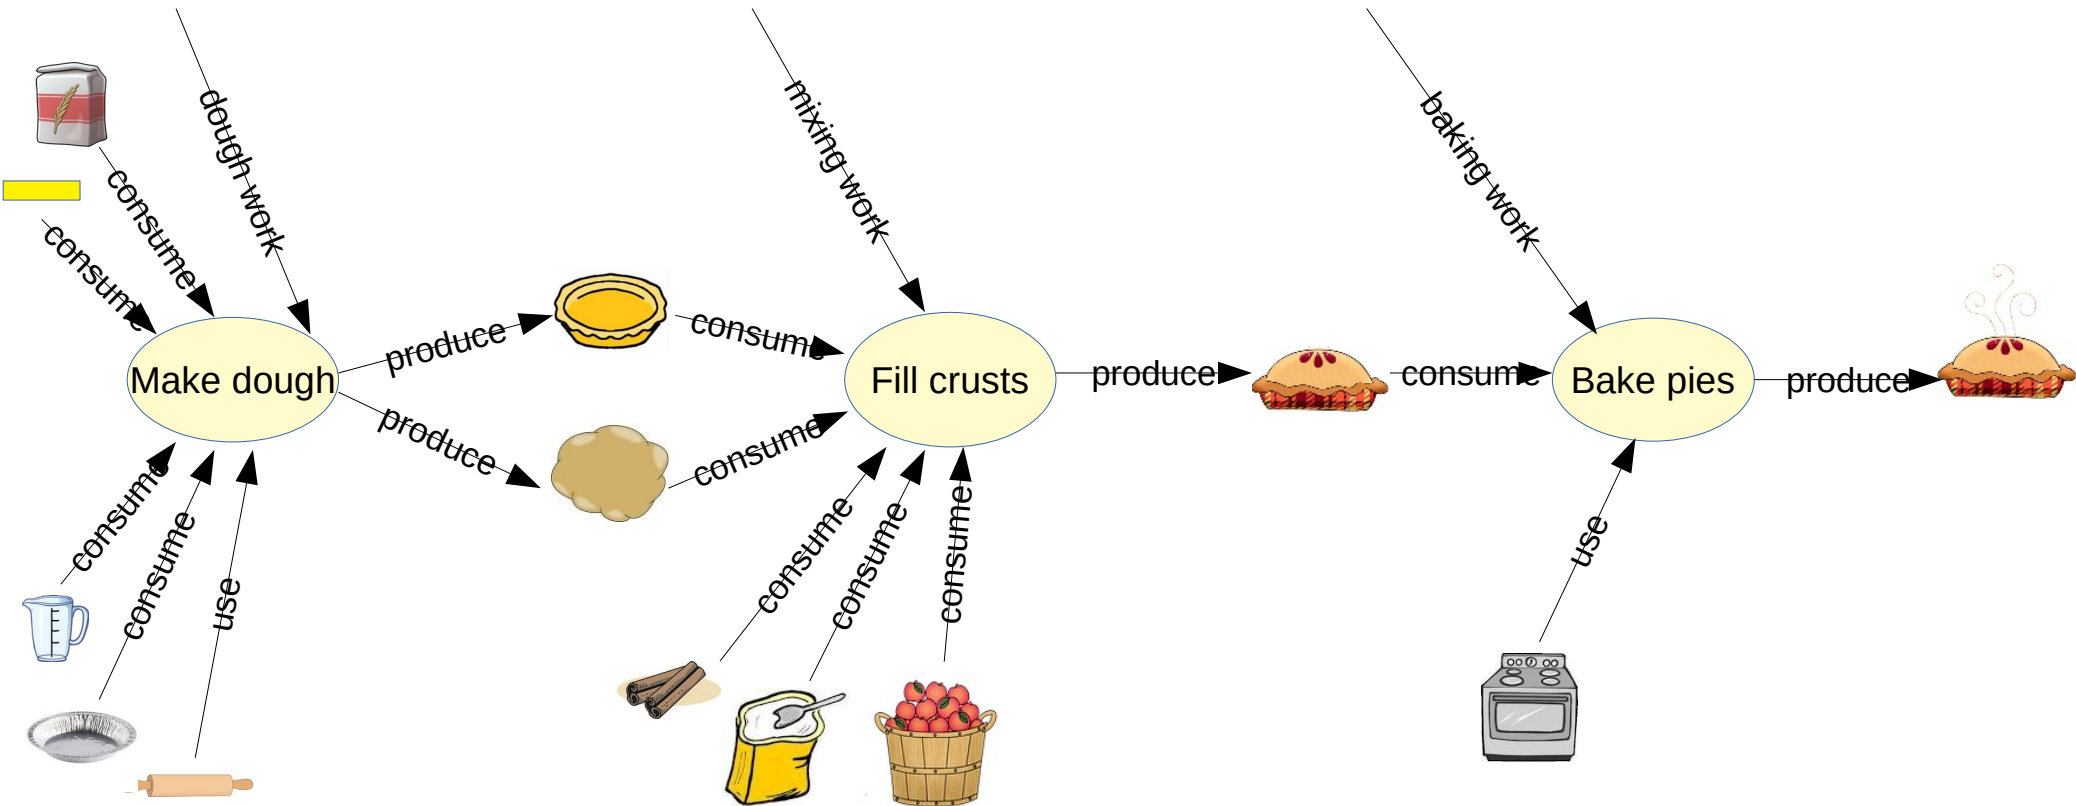 dough work
mixing work
baking work
consume
consume
produce
consume
Make dough
Fill crusts
produce
consume
Bake pies
produce
produce
consume
consume
consume
use
consume
consume
consume
use